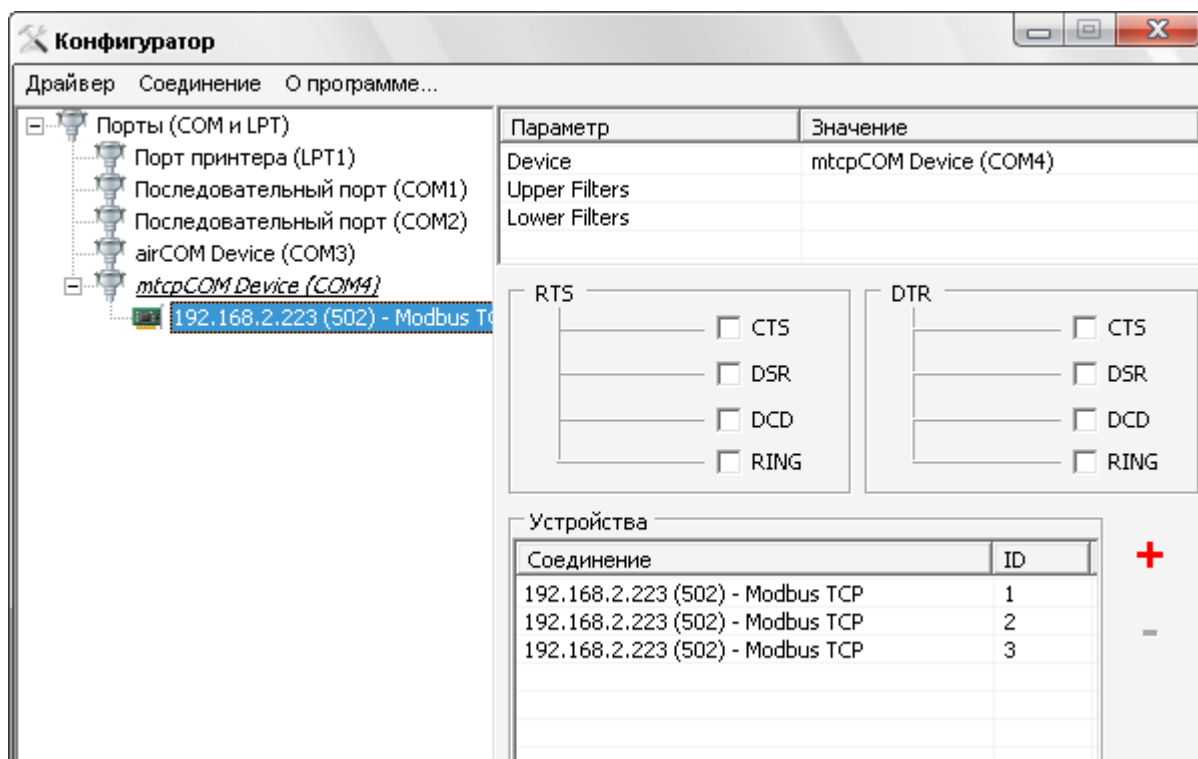 Конфигуратор
Драйвер Соединение О программе...
Порты (COM и LPT)
Порт принтера (LPT1)
Последовательный порт (COM1)
Последовательный порт (COM2)
airCOM Device (COM3)
mtcpCOM Device (COM4)
192.168.2.223 (502) - Modbus TC
Параметр Значение
Device mtcpCOM Device (COM4)
Upper Filters
Lower Filters
RTS
CTS
DSR
DCD
RING
DTR
CTS
DSR
DCD
RING
Устройства
Соединение ID
192.168.2.223 (502) - Modbus TCP 1
192.168.2.223 (502) - Modbus TCP 2
192.168.2.223 (502) - Modbus TCP 3
+
-